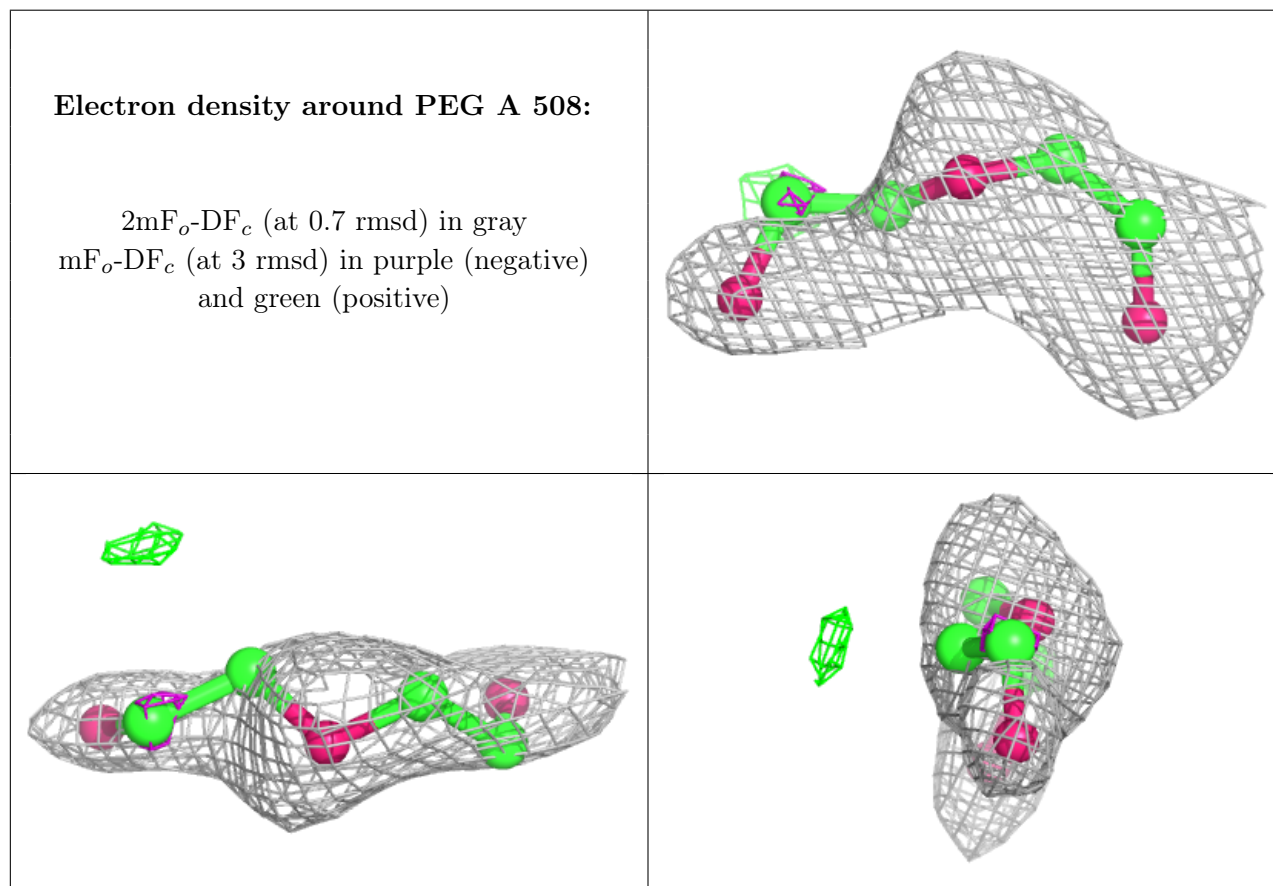 Electron density around PEG A 508:
2mFo-DFc (at 0.7 rmsd) in gray
mFo-DFc (at 3 rmsd) in purple (negative)
and green (positive)